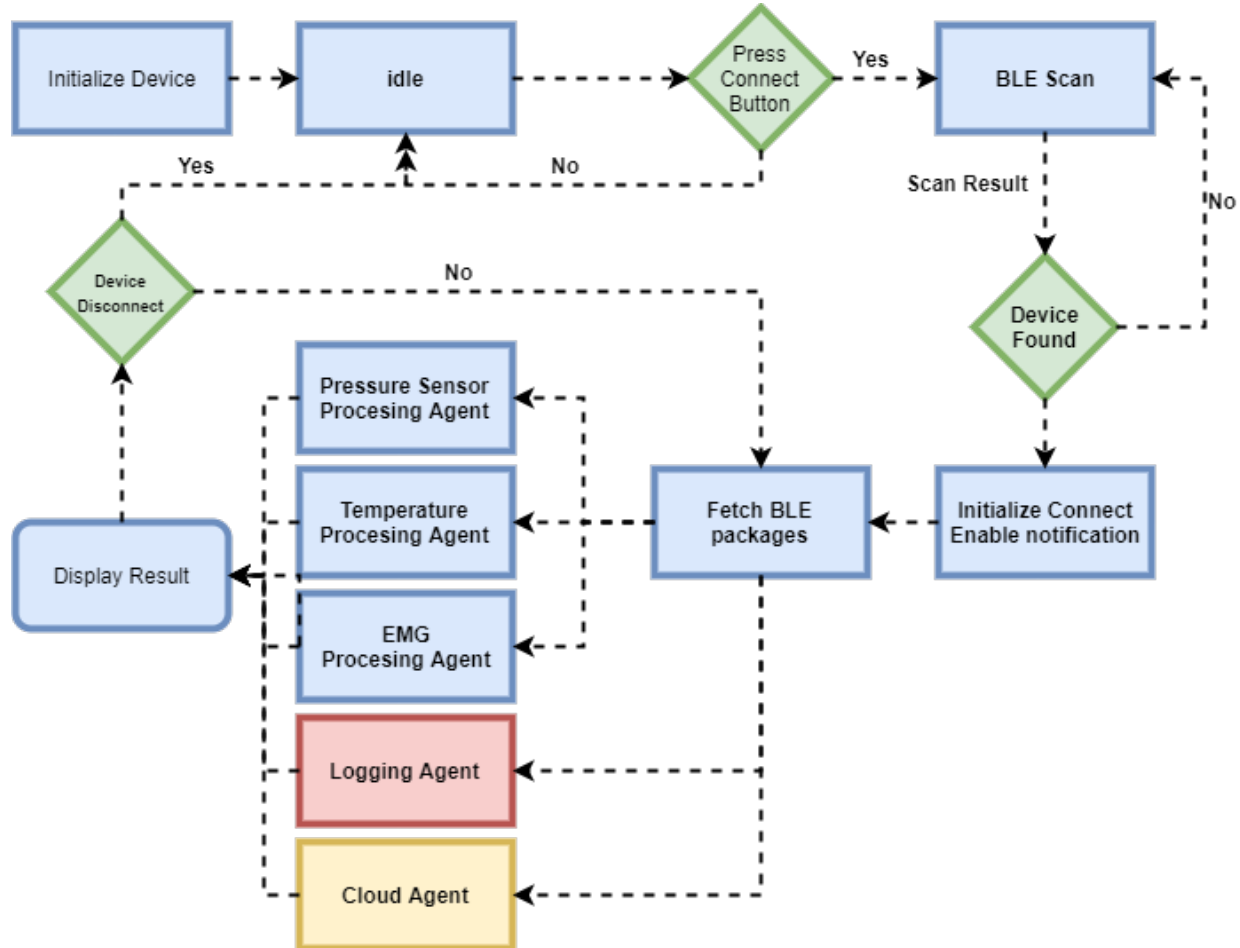 Initialize Device
idle
Press
Connect
Button
Yes
BLE Scan
Yes
No
Scan Result
No
Device
Disconnect
No
Device
Found
Pressure Sensor
Procesing Agent
Temperature
Procesing Agent
Fetch BLE
packages
Initialize Connect
Enable notification
Display Result
EMG
Procesing Agent
Logging Agent
Cloud Agent